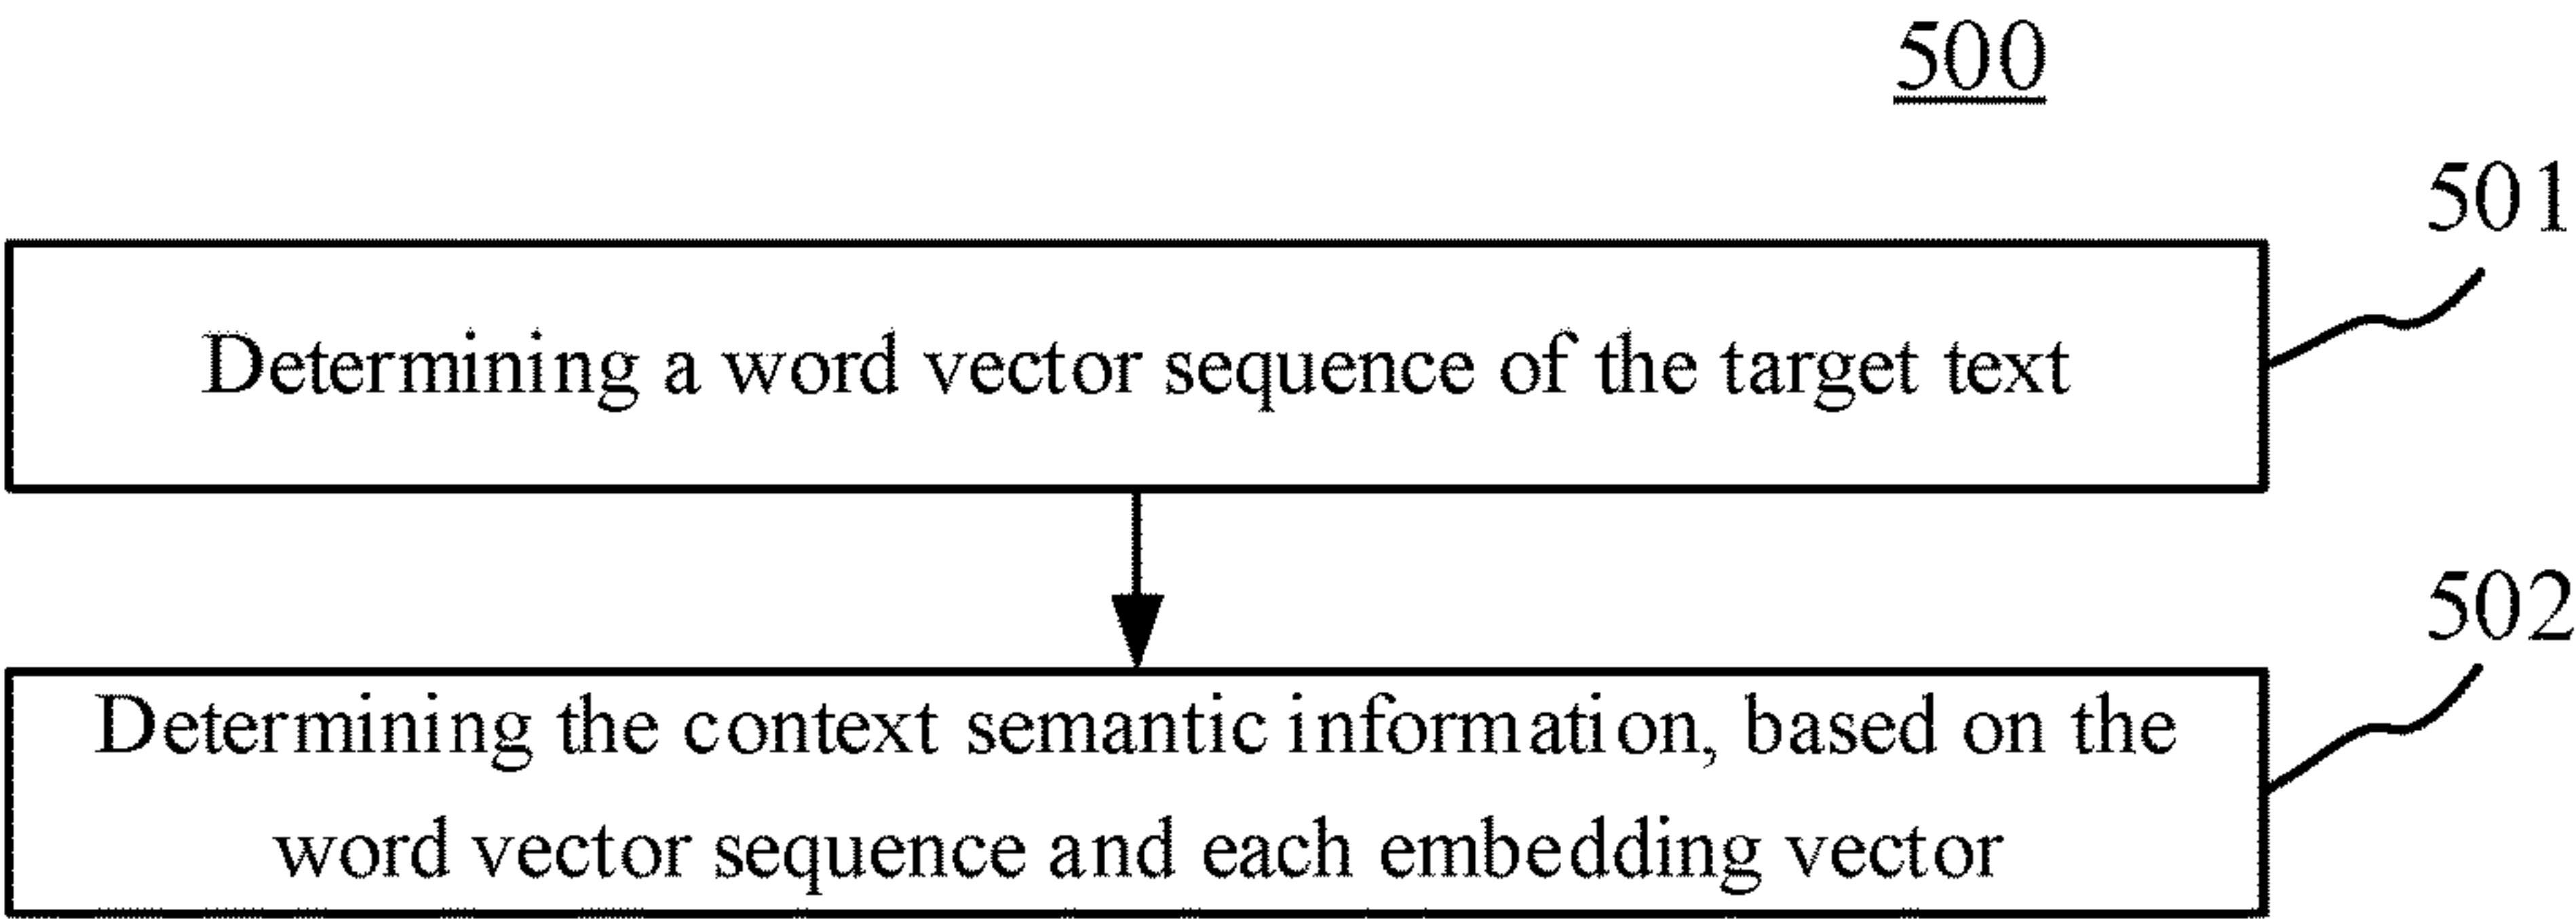 500
501
Determining a word vector sequence of the target text
502
Determining the context semantic information, based on the
word vector sequence and each embedding vector